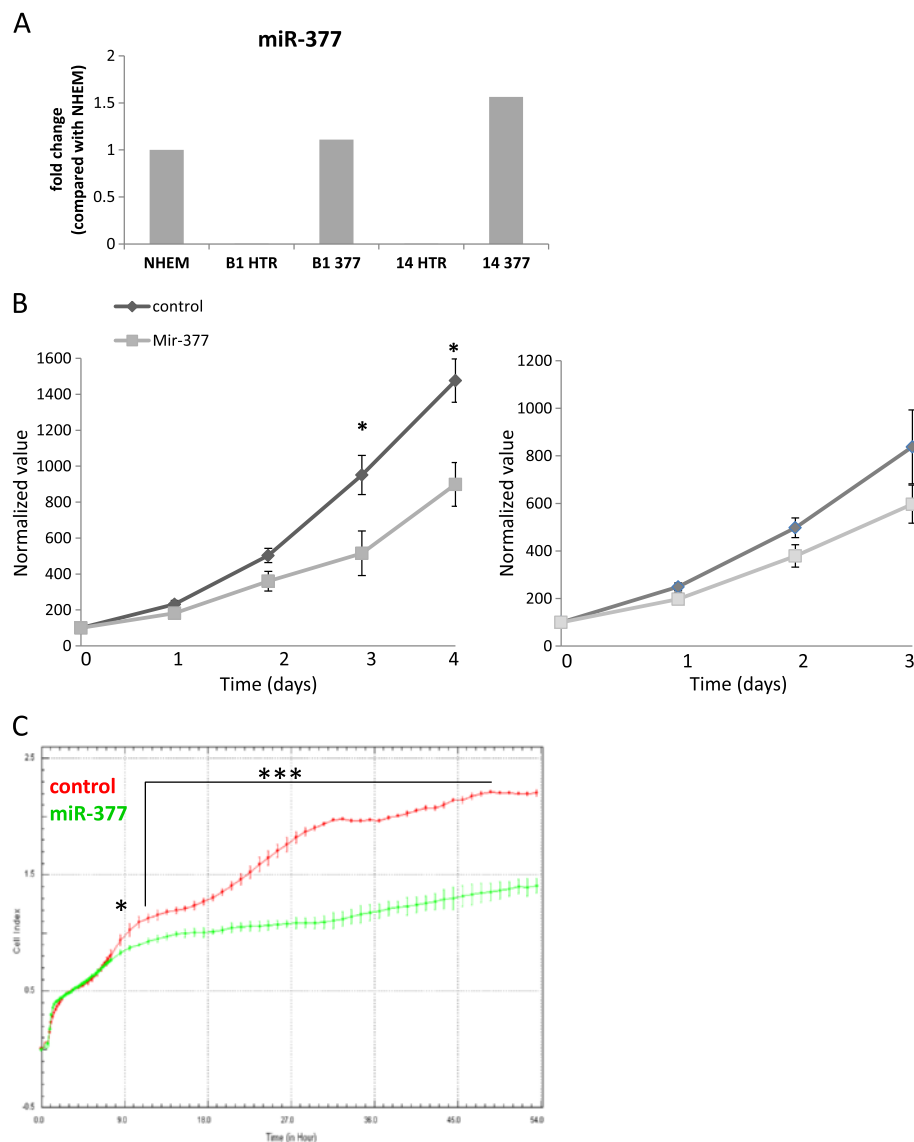 A
miR-377
fold change
(compared with NHEM)
2
1.5
1
0.5
0
NHEM B1 HTR B1 377 14 HTR 14 377
B
control
Mir-377
Normalized value
1600
1400
1200
1000
800
600
400
200
0
*
*
0 1 2 3 4
Time (days)
Normalized value
1200
1000
800
600
400
200
0
0 1 2 3
Time (days)
C
control
miR-377
*
***
Cell Index
2.5
1.5
0.5
-0.5
0.0 9.0 18.0 27.0 36.0 45.0 54.0
Time (in Hour)